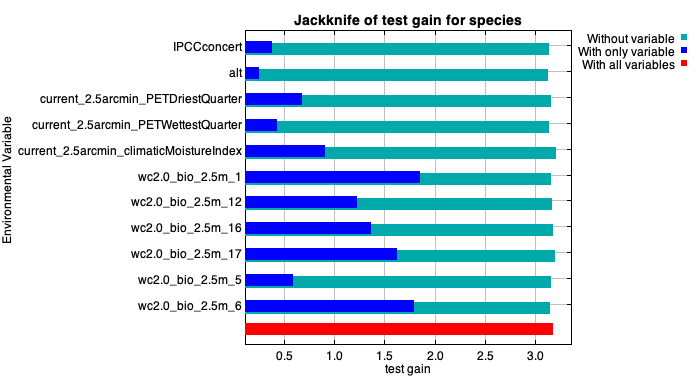 Jackknife of test gain for species
Without variable
With only variable
With all variables
Environmental Variable
IPCCconcert
alt
current_2.5arcmin_PETDriestQuarter
current_2.5arcmin_PETWettestQuarter
current_2.5arcmin_climaticMoistureIndex
wc2.0_bio_2.5m_1
wc2.0_bio_2.5m_12
wc2.0_bio_2.5m_16
wc2.0_bio_2.5m_17
wc2.0_bio_2.5m_5
wc2.0_bio_2.5m_6
0.5 1.0 1.5 2.0 2.5 3.0
test gain